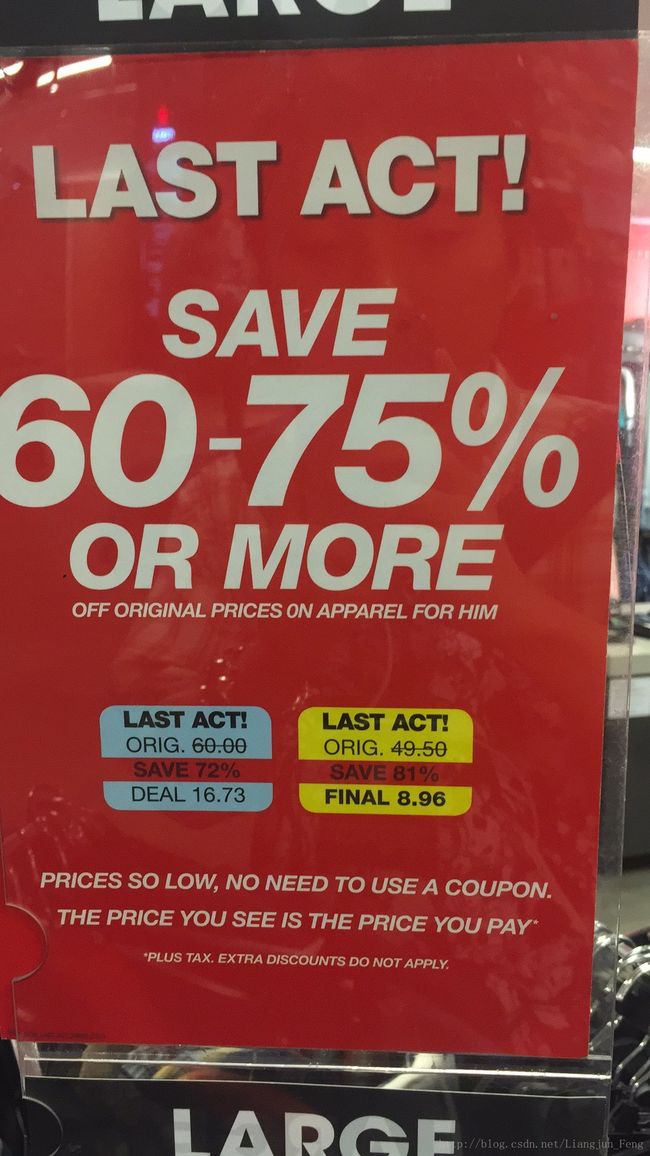 LARGE
LAST ACT!
SAVE
60-75%
OR MORE
OFF ORIGINAL PRICES ON APPAREL FOR HIM
LAST ACT!
ORIG. 60.00
SAVE 72%
DEAL 16.73
LAST ACT!
ORIG. 49.50
SAVE 81%
FINAL 8.96
PRICES SO LOW, NO NEED TO USE A COUPON.
THE PRICE YOU SEE IS THE PRICE YOU PAY*
*PLUS TAX. EXTRA DISCOUNTS DO NOT APPLY.
LARGE
http://blog.csdn.net/Liangjun_Feng